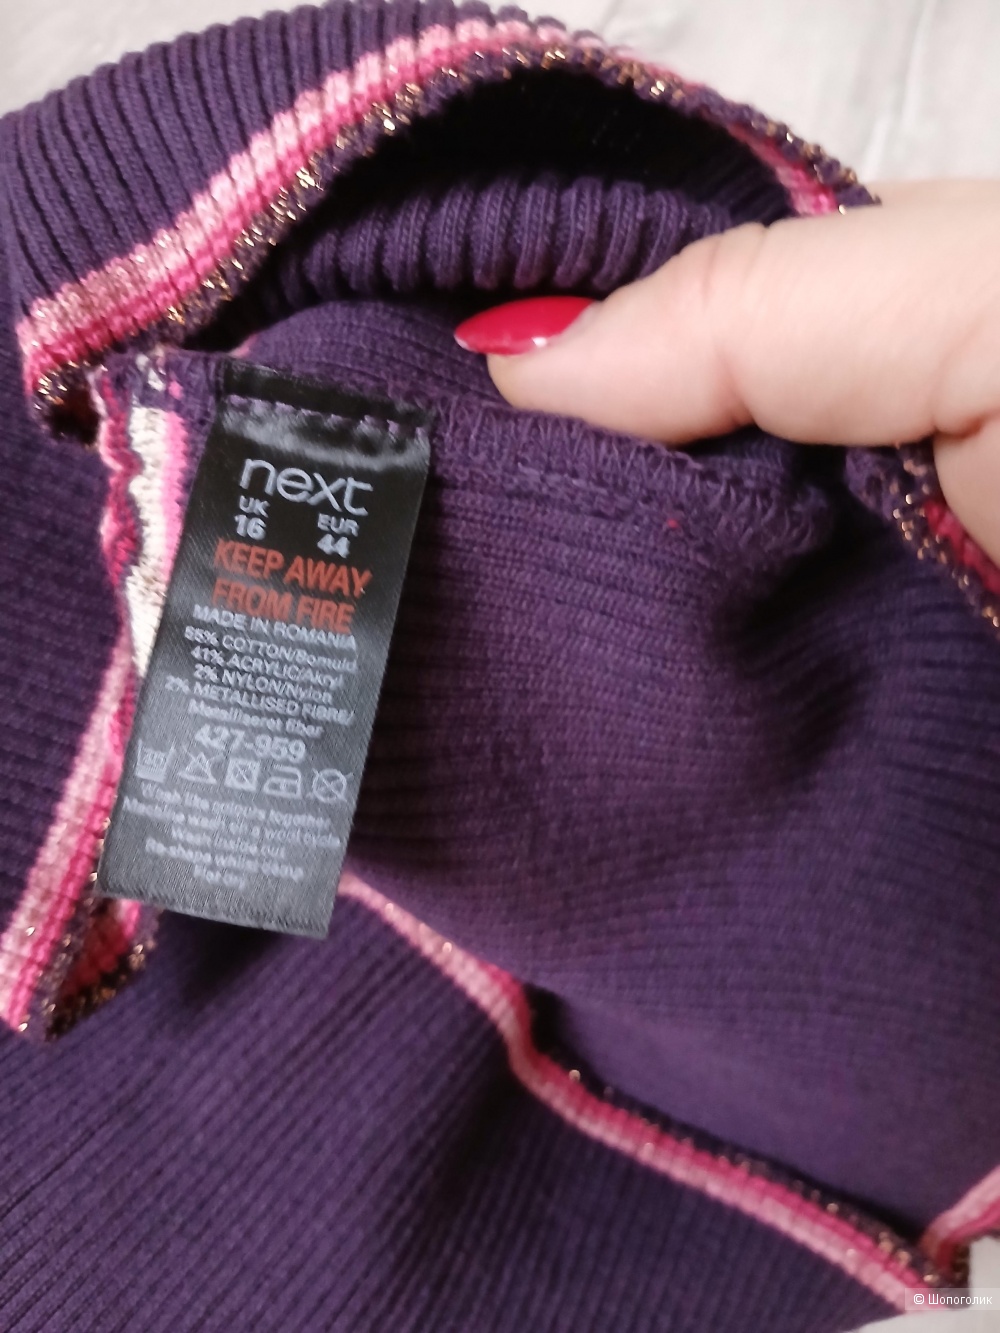 next
UK
16
EUR
44
KEEP AWAY
FROM FIRE
MADE IN ROMANIA
55% COTTON/Bomuld
41% ACRYLIC/Akryl
2% NYLON/Nylon
2% METALLISED FIBRE/
Metalliseret fiber
427-959
30
Wash like colours together
Machine wash on a wool cycle
Wash inside out
Re-shape whilst damp
Flat dry
© Шопоголик